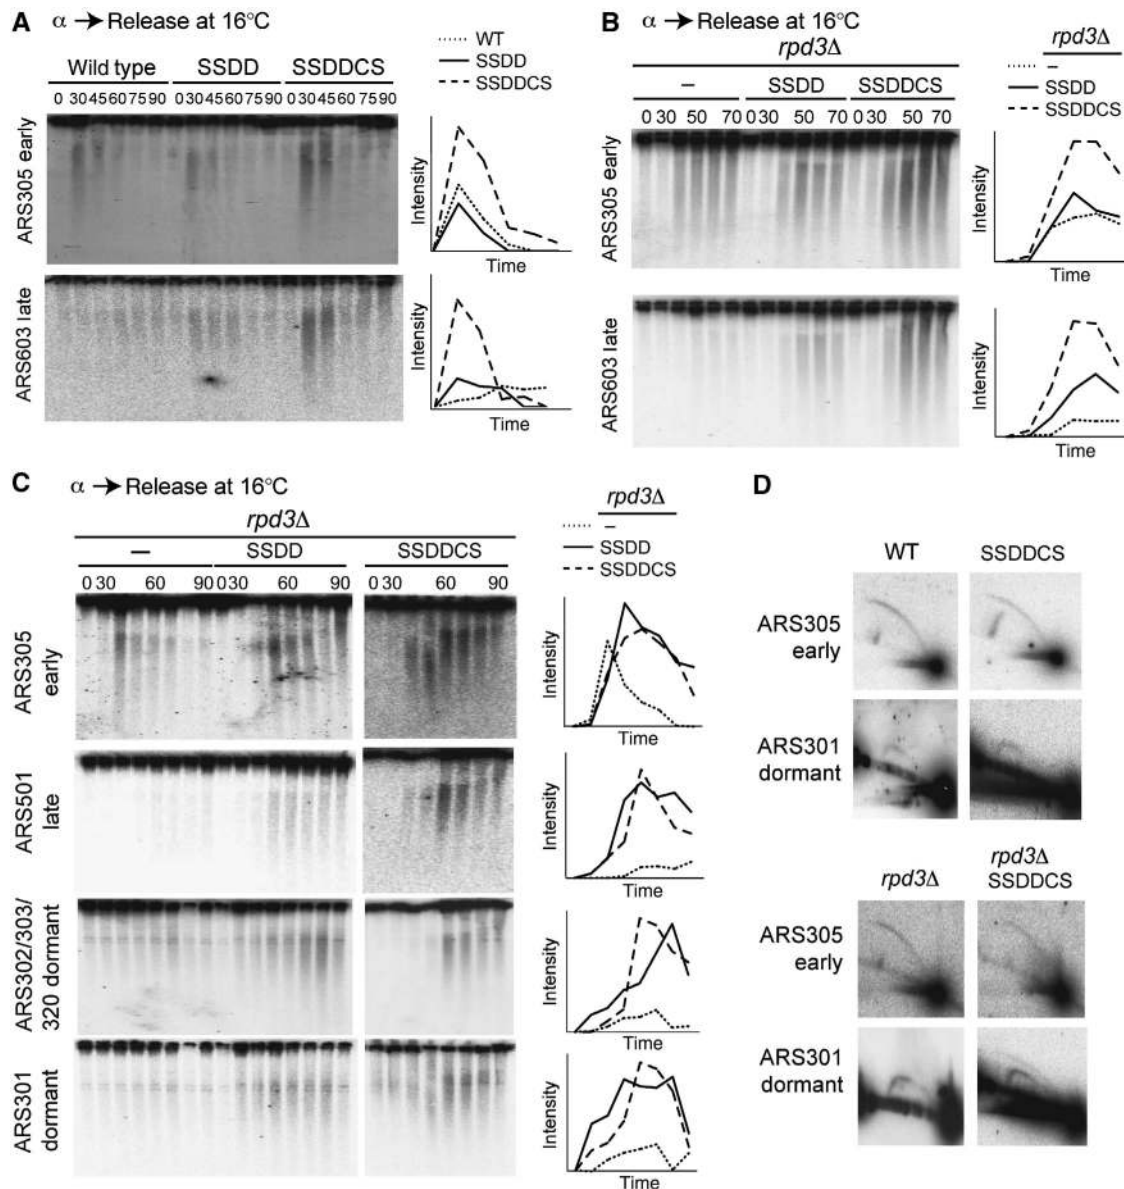 A
α → Release at 16°C
Wild type SSDD SSDDCS
0 30 45 60 75 90 0 30 45 60 75 90 0 30 45 60 75 90
ARS305 early
ARS603 late
WT
SSDD
SSDDCS
Intensity
Time
Intensity
Time
B
α → Release at 16°C
rpd3Δ
– SSDD SSDDCS
0 30 50 70 0 30 50 70 0 30 50 70
ARS305 early
ARS603 late
rpd3Δ
–
SSDD
SSDDCS
Intensity
Time
Intensity
Time
C
α → Release at 16°C
rpd3Δ
– SSDD SSDDCS
0 30 60 90 0 30 60 90 0 30 60 90
ARS305
early
ARS501
late
ARS302/303/
320 dormant
ARS301
dormant
rpd3Δ
–
SSDD
SSDDCS
Intensity
Time
Intensity
Time
Intensity
Time
Intensity
Time
D
WT SSDDCS
ARS305
early
ARS301
dormant
rpd3Δ rpd3Δ
SSDDCS
ARS305
early
ARS301
dormant